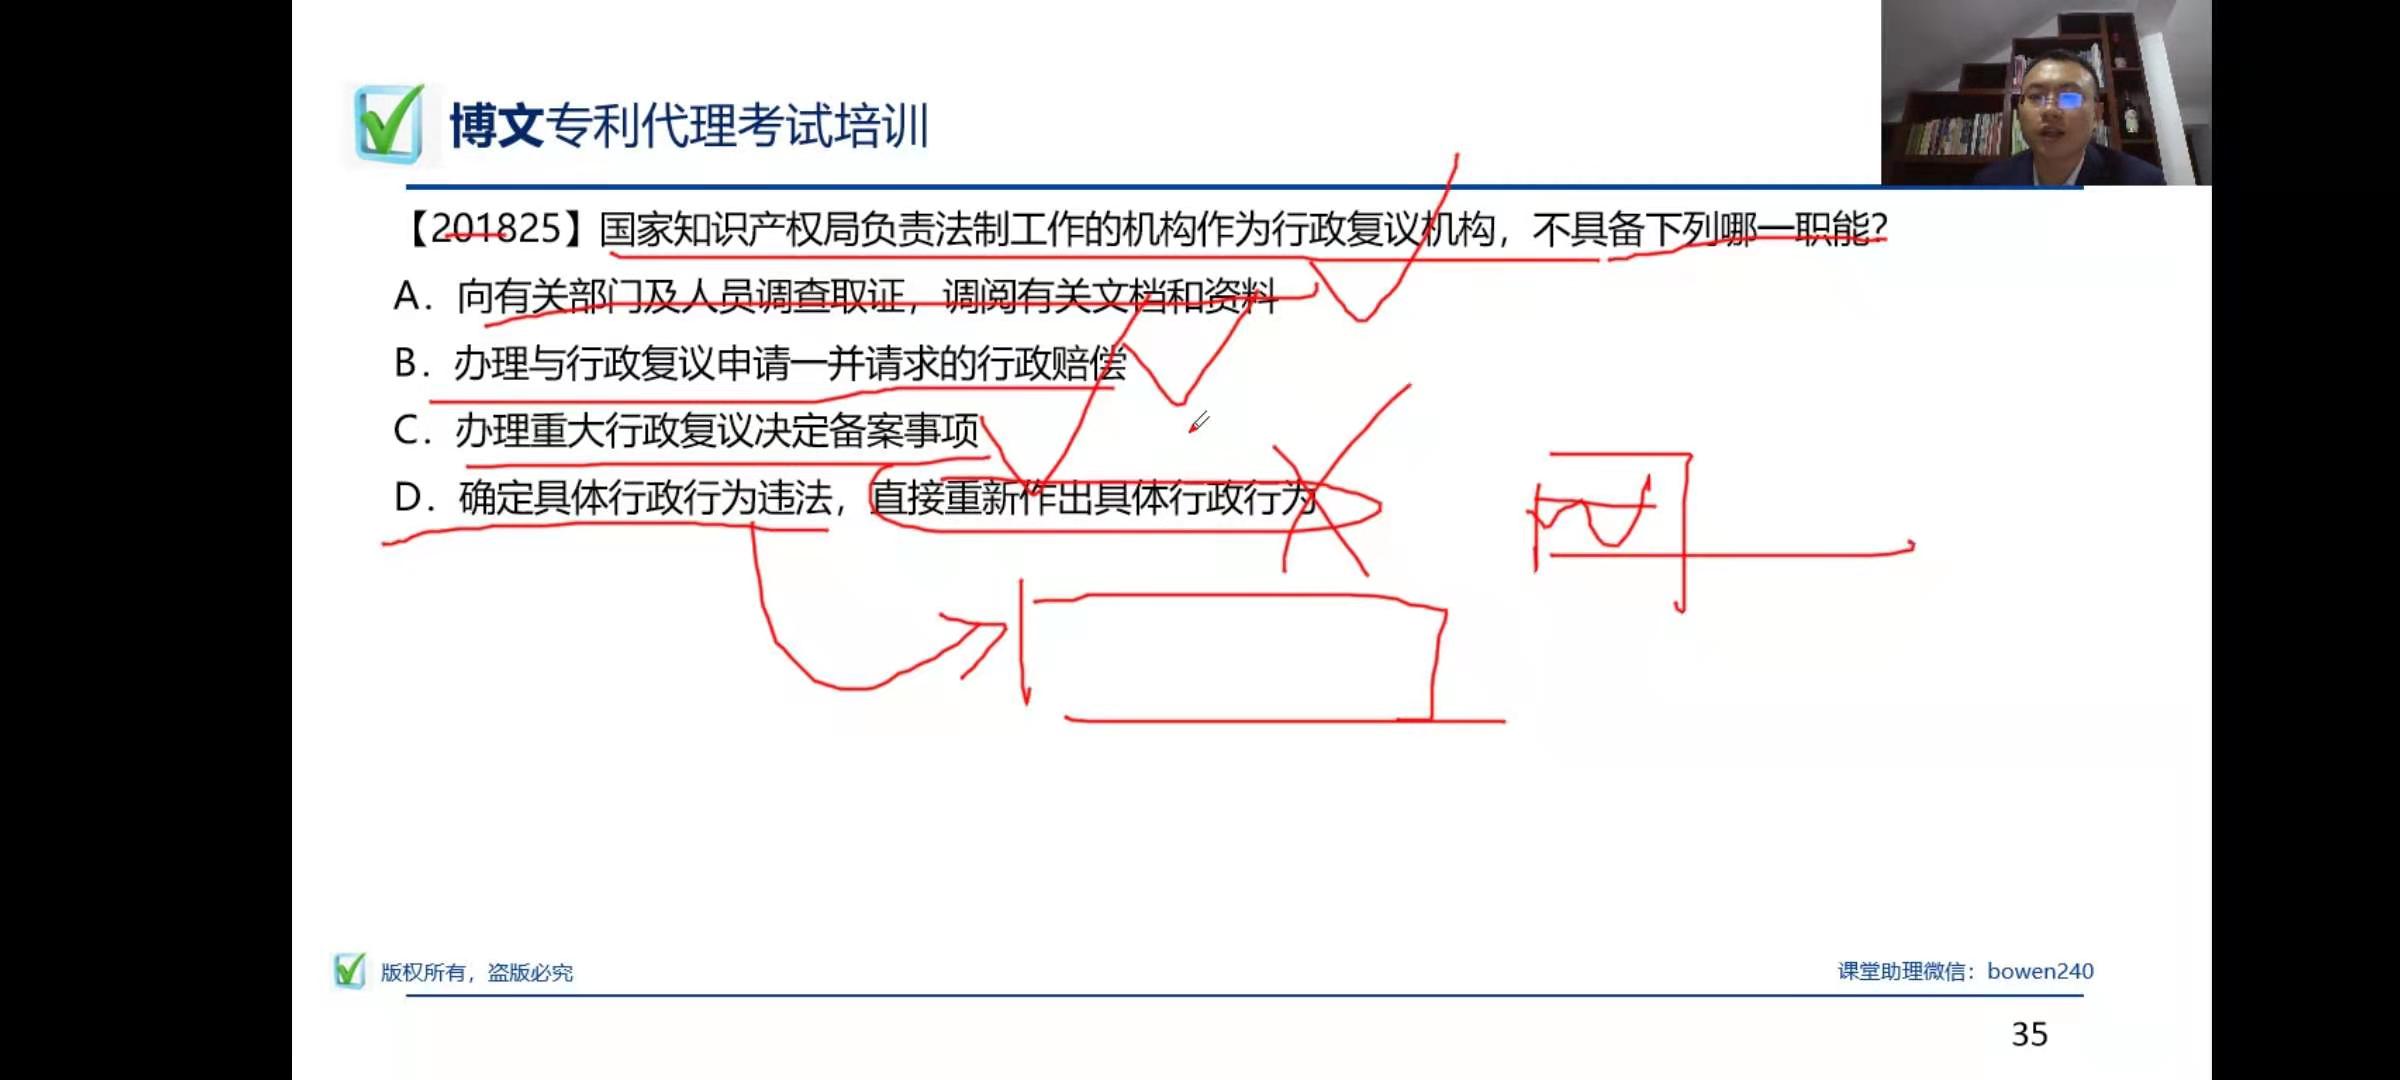 博文专利代理考试培训
【201825】国家知识产权局负责法制工作的机构作为行政复议机构，不具备下列哪一职能？
A．向有关部门及人员调查取证，调阅有关文档和资料
B．办理与行政复议申请一并请求的行政赔偿
C．办理重大行政复议决定备案事项
D．确定具体行政行为违法，直接重新作出具体行政行为
版权所有，盗版必究
课堂助理微信：bowen240
35